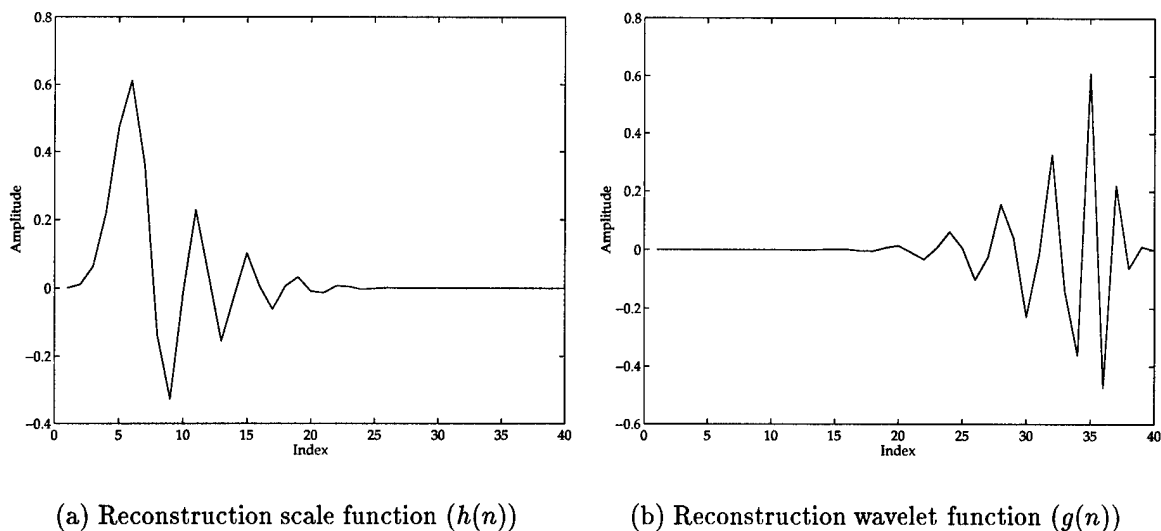 0.8
0.6
0.4
0.2
0
−0.2
−0.4
Amplitude
0 5 10 15 20 25 30 35 40
Index
(a) Reconstruction scale function (h(n))
0.8
0.6
0.4
0.2
0
−0.2
−0.4
−0.6
Amplitude
0 5 10 15 20 25 30 35 40
Index
(b) Reconstruction wavelet function (g(n))